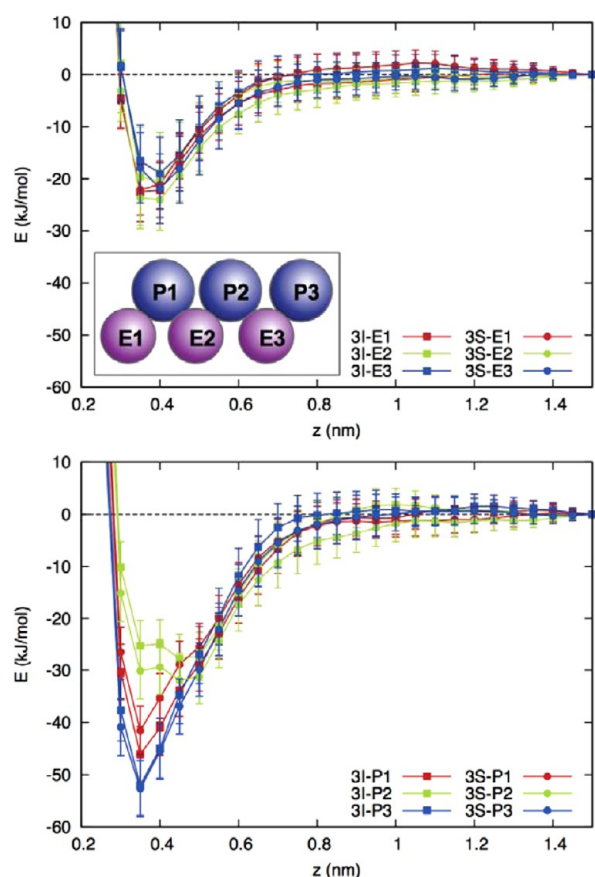 10
0
-10
-20
-30
-40
-50
-60
E (kJ/mol)
P1 P2 P3
E1 E2 E3
3I-E1 3S-E1
3I-E2 3S-E2
3I-E3 3S-E3
0.2 0.4 0.6 0.8 1 1.2 1.4
z (nm)
10
0
-10
-20
-30
-40
-50
-60
E (kJ/mol)
3I-P1 3S-P1
3I-P2 3S-P2
3I-P3 3S-P3
0.2 0.4 0.6 0.8 1 1.2 1.4
z (nm)